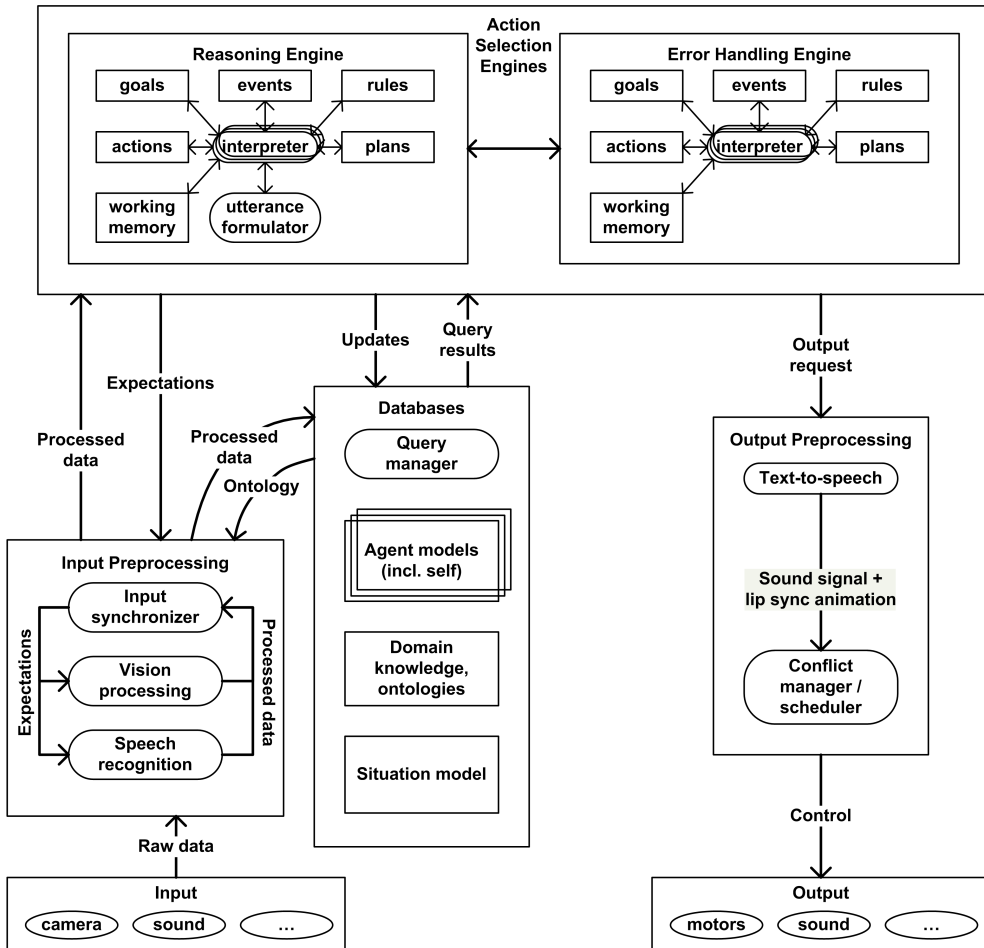 Action
Selection
Engines
Reasoning Engine
goals
events
rules
actions
interpreter
plans
working
memory
utterance
formulator
Error Handling Engine
goals
events
rules
actions
interpreter
plans
working
memory
Processed
data
Expectations
Updates
Query
results
Output
request
Processed
data
Ontology
Databases
Query
manager
Agent models
(incl. self)
Domain
knowledge,
ontologies
Situation model
Input Preprocessing
Input
synchronizer
Vision
processing
Speech
recognition
Expectations
Processed data
Output Preprocessing
Text-to-speech
Sound signal +
lip sync animation
Conflict
manager /
scheduler
Raw data
Control
Input
camera
sound
...
Output
motors
sound
...